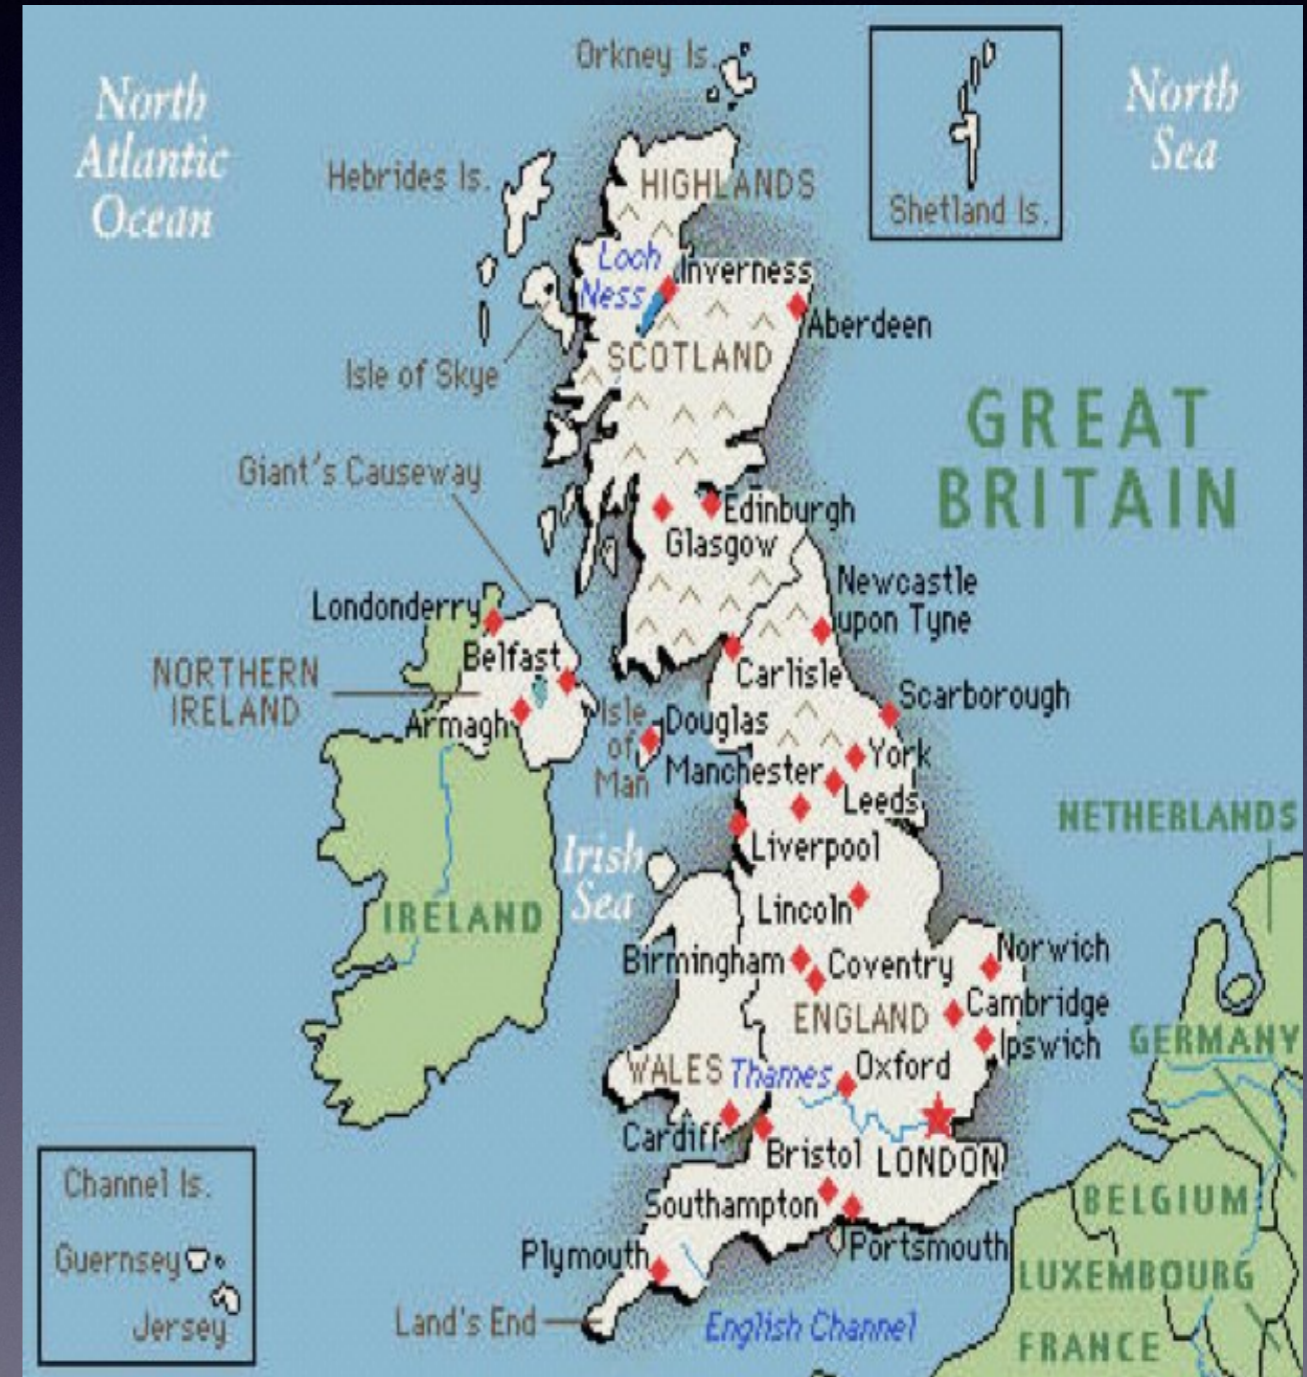 Orkney Is.
North
Atlantic
Ocean
North
Sea
Hebrides Is.
HIGHLANDS
Shetland Is.
Loch
Ness
Inverness
Aberdeen
SCOTLAND
Isle of Skye
GREAT
BRITAIN
Giant's Causeway
Edinburgh
Glasgow
Newcastle
upon Tyne
Londonderry
Belfast
NORTHERN
IRELAND
Carlisle
Scarborough
Armagh
Isle
of
Man
Douglas
York
Manchester
Leeds
NETHERLANDS
Liverpool
Irish
Sea
IRELAND
Lincoln
Birmingham
Coventry
Norwich
ENGLAND
Cambridge
Ipswich
GERMANY
WALES
Thames
Oxford
Cardiff
Bristol
LONDON
Channel Is.
Southampton
BELGIUM
Guernsey
Plymouth
Portsmouth
LUXEMBOURG
Jersey
Land's End
English Channel
FRANCE